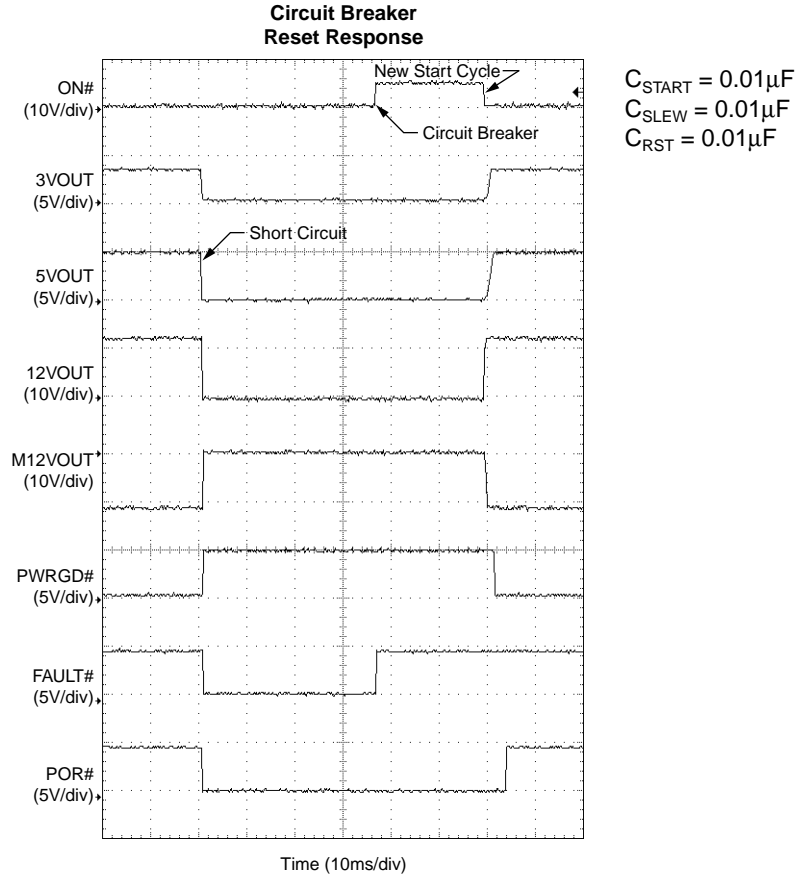 Circuit Breaker
Reset Response
New Start Cycle
ON#
(10V/div)
Circuit Breaker
C_START = 0.01µF
C_SLEW = 0.01µF
C_RST = 0.01µF
3VOUT
(5V/div)
Short Circuit
5VOUT
(5V/div)
12VOUT
(10V/div)
M12VOUT
(10V/div)
PWRGD#
(5V/div)
FAULT#
(5V/div)
POR#
(5V/div)
Time (10ms/div)